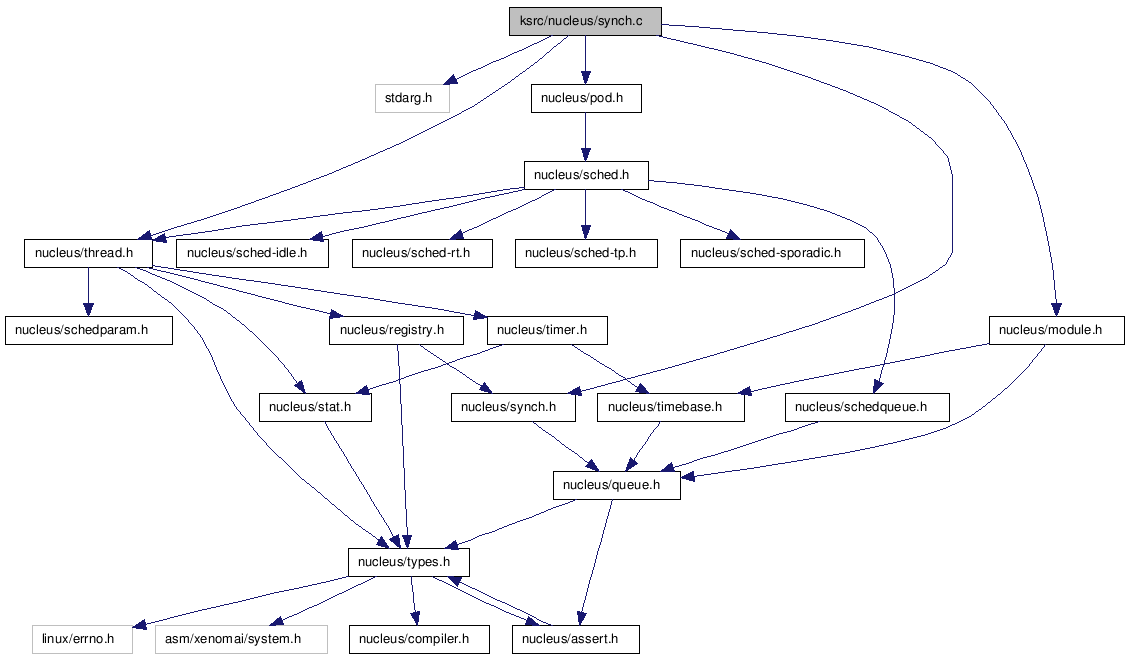 ksrc/nucleus/synch.c
stdarg.h
nucleus/pod.h
nucleus/sched.h
nucleus/thread.h
nucleus/sched-idle.h
nucleus/sched-rt.h
nucleus/sched-tp.h
nucleus/sched-sporadic.h
nucleus/schedparam.h
nucleus/registry.h
nucleus/timer.h
nucleus/module.h
nucleus/stat.h
nucleus/synch.h
nucleus/timebase.h
nucleus/schedqueue.h
nucleus/queue.h
nucleus/types.h
linux/errno.h
asm/xenomai/system.h
nucleus/compiler.h
nucleus/assert.h